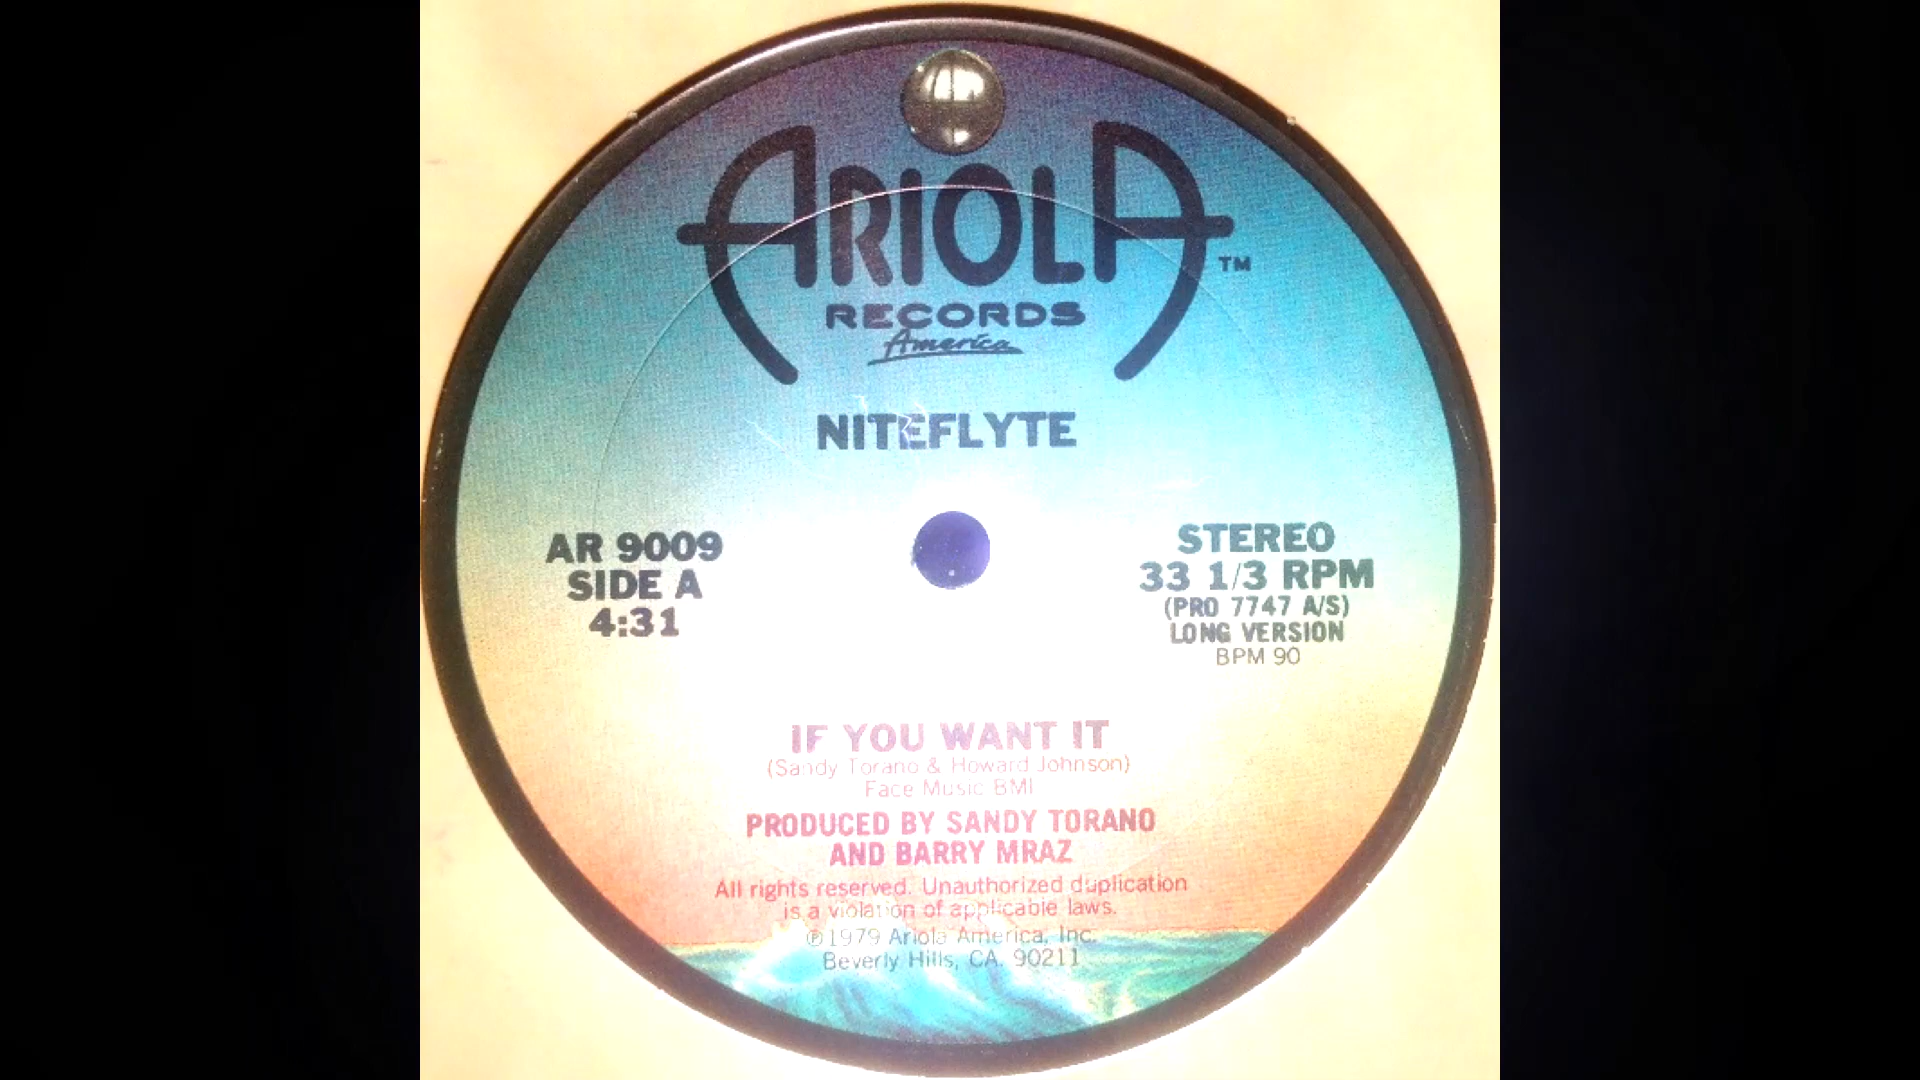 ARIOLA™
RECORDS
America
NITEFLYTE
AR 9009
SIDE A
4:31
STEREO
33 1/3 RPM
(PRO 7747 A/S)
LONG VERSION
BPM 90
IF YOU WANT IT
(Sandy Torano & Howard Johnson)
Face Music BMI
PRODUCED BY SANDY TORANO
AND BARRY MRAZ
All rights reserved. Unauthorized duplication
is a violation of applicable laws.
℗1979 Ariola America, Inc.
Beverly Hills, CA. 90211